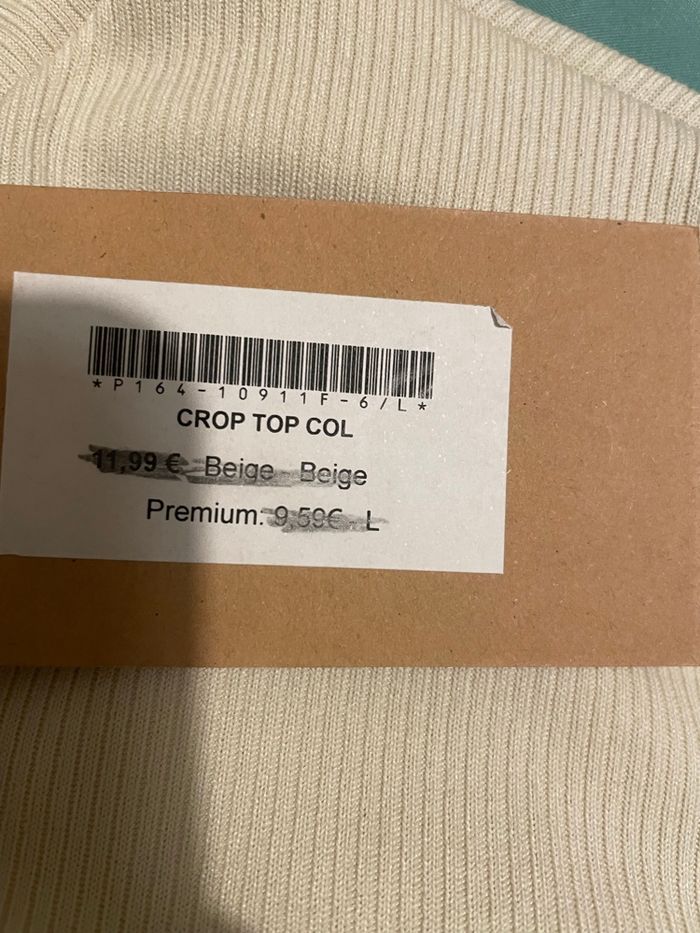 *P164-10911F-6/L*
CROP TOP COL
11,99 € Beige Beige
Premium: 9,59€ - L